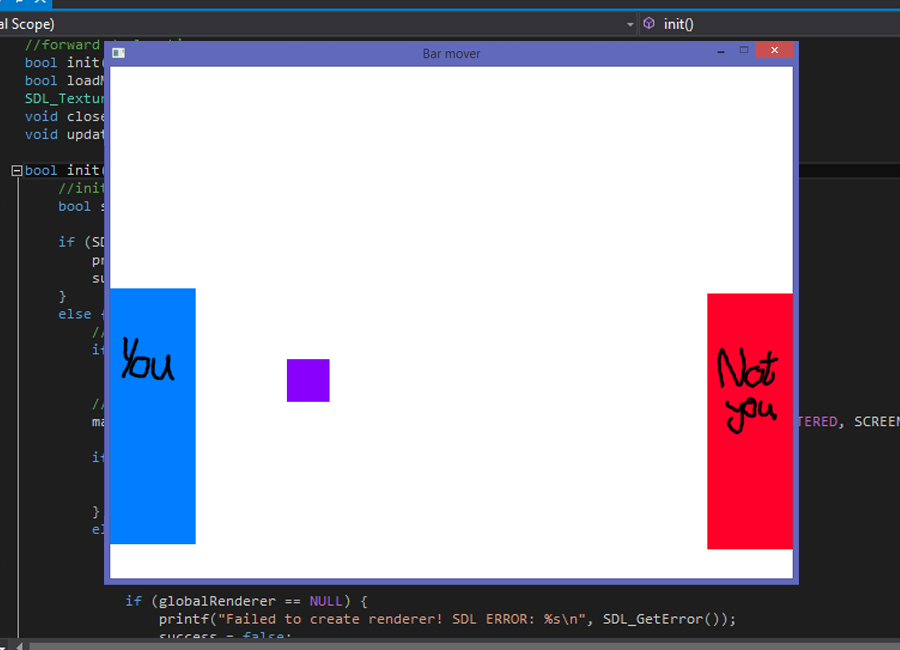 al Scope)
init()
//forward
Bar mover
bool init(
bool load
SDL_Textur
void close
void updat
bool init(
//init
bool s
if (SD
pr
su
}
else {
//
if
You
Not
you
//
ma
TERED, SCREEN
if
}
el
if (globalRenderer == NULL) {
printf("Failed to create renderer! SDL ERROR: %s\n", SDL_GetError());
success = false;